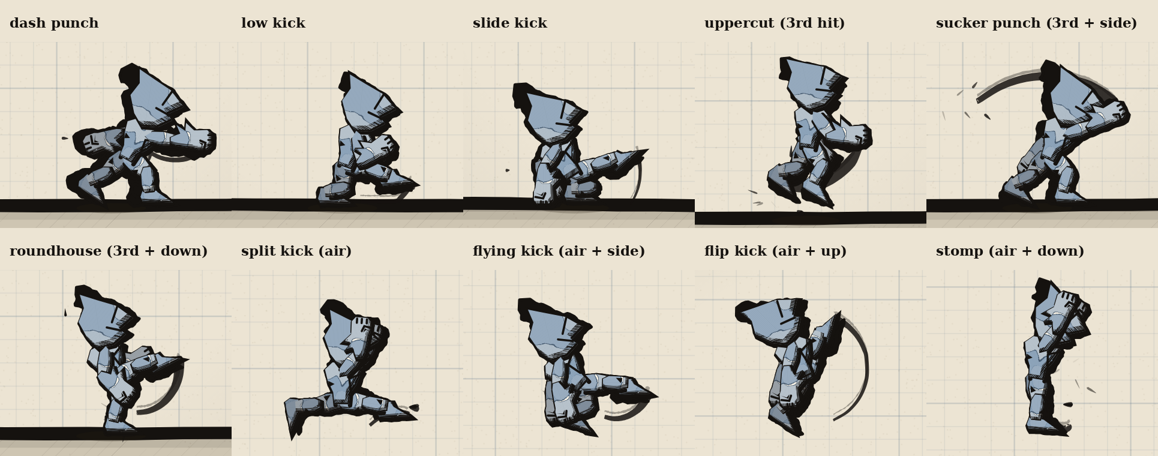 dash punch
low kick
slide kick
uppercut (3rd hit)
sucker punch (3rd + side)
roundhouse (3rd + down)
split kick (air)
flying kick (air + side)
flip kick (air + up)
stomp (air + down)